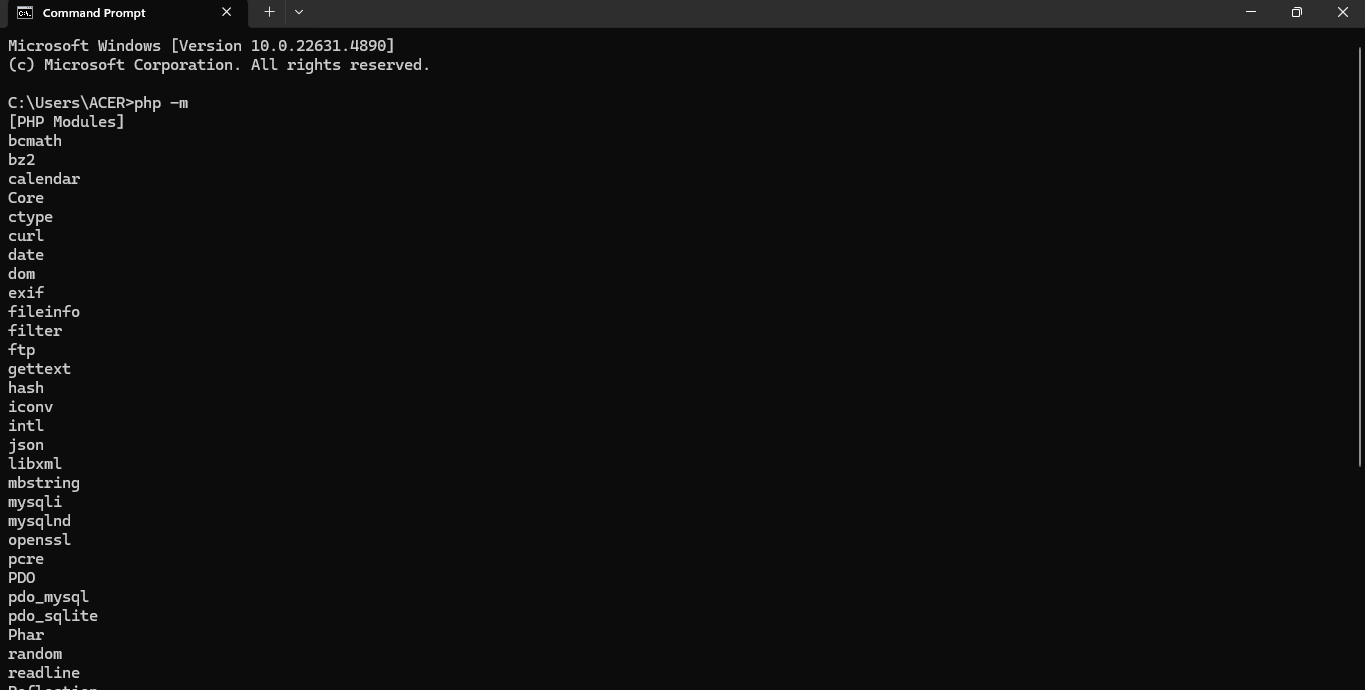 Command Prompt
Microsoft Windows [Version 10.0.22631.4890]
(c) Microsoft Corporation. All rights reserved.
C:\Users\ACER>php -m
[PHP Modules]
bcmath
bz2
calendar
Core
ctype
curl
date
dom
exif
fileinfo
filter
ftp
gettext
hash
iconv
intl
json
libxml
mbstring
mysqli
mysqlnd
openssl
pcre
PDO
pdo_mysql
pdo_sqlite
Phar
random
readline